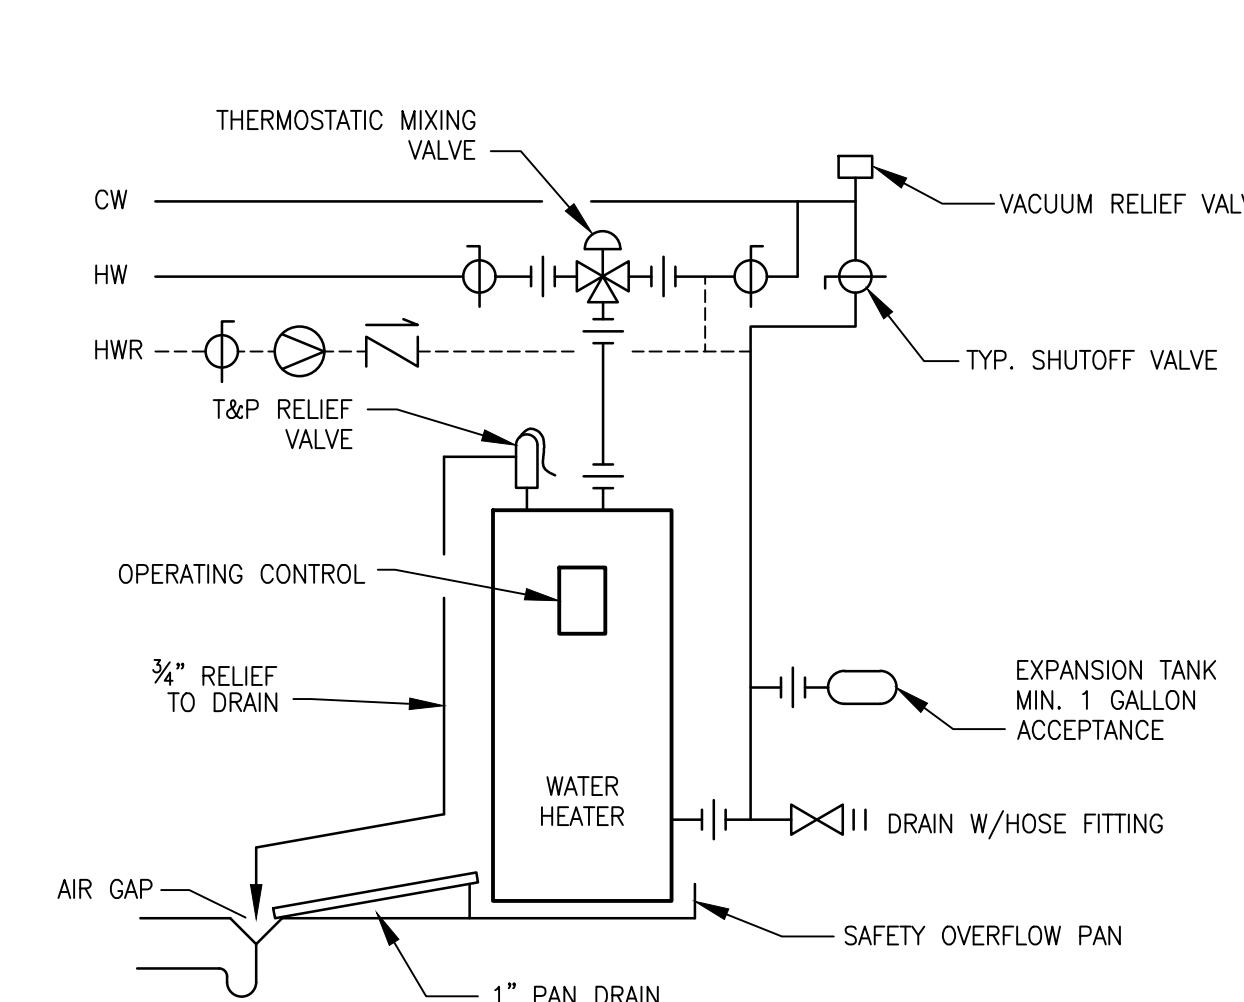 THERMOSTATIC MIXING
VALVE
CW
VACUUM RELIEF
HW
HWR
TYP. SHUTOFF VALVE
T&P RELIEF
VALVE
OPERATING CONTROL
¾" RELIEF
TO DRAIN
EXPANSION TANK
MIN. 1 GALLON
ACCEPTANCE
WATER
HEATER
DRAIN W/HOSE FITTING
AIR GAP
SAFETY OVERFLOW PAN
1" PAN DRAIN